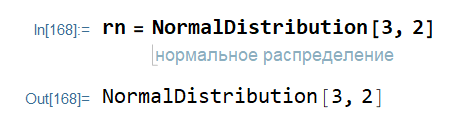 In[168]:= rn = NormalDistribution[3, 2]
нормальное распределение
Out[168]= NormalDistribution[3, 2]